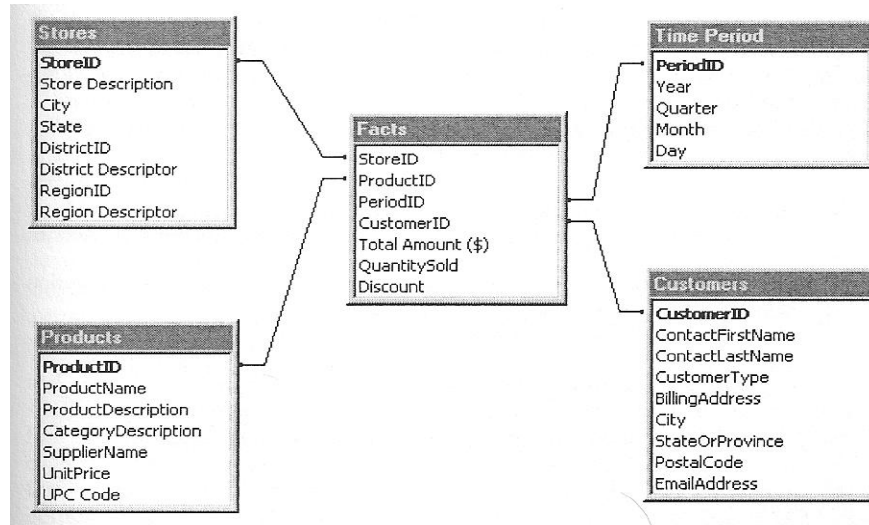 Stores
StoreID
Store Description
City
State
DistrictID
District Descriptor
RegionID
Region Descriptor
Products
ProductID
ProductName
ProductDescription
CategoryDescription
SupplierName
UnitPrice
UPC Code
Facts
StoreID
ProductID
PeriodID
CustomerID
Total Amount ($)
QuantitySold
Discount
Time Period
PeriodID
Year
Quarter
Month
Day
Customers
CustomerID
ContactFirstName
ContactLastName
CustomerType
BillingAddress
City
StateOrProvince
PostalCode
EmailAddress